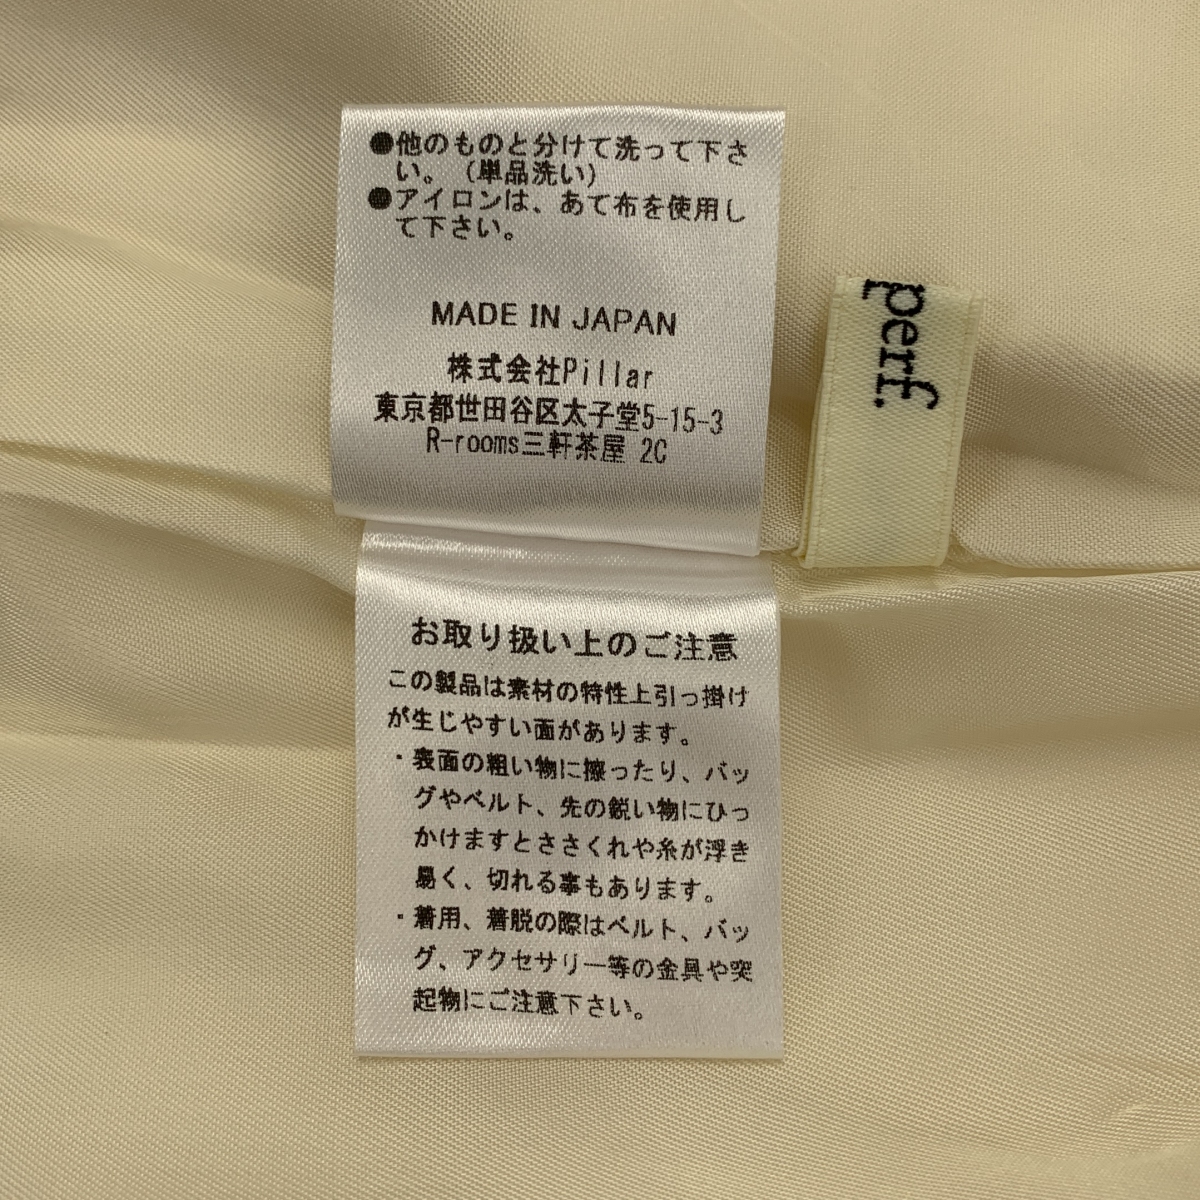 ●他のものと分けて洗って下さ
い。（単品洗い）
●アイロンは、あて布を使用し
て下さい。
MADE IN JAPAN
株式会社Pillar
東京都世田谷区太子堂5-15-3
R-rooms三軒茶屋 2C
perf.
お取り扱い上のご注意
この製品は素材の特性上引っ掛け
が生じやすい面があります。
・表面の粗い物に擦ったり、バッ
グやベルト、先の鋭い物にひっ
かけますとささくれや糸が浮き
易く、切れる事もあります。
・着用、着脱の際はベルト、バッ
グ、アクセサリー等の金具や突
起物にご注意下さい。